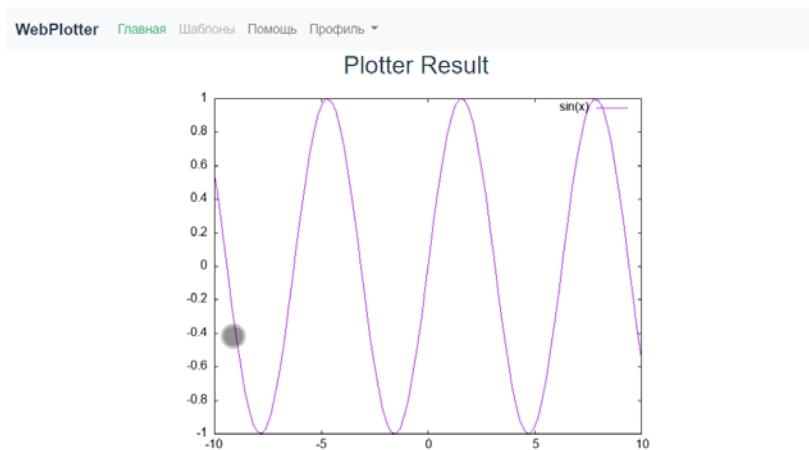 WebPlotter Главная Шаблоны Помощь Профиль
Plotter Result
1
sin(x)
0.8
0.6
0.4
0.2
0
-0.2
-0.4
-0.6
-0.8
-1
-10 -5 0 5 10